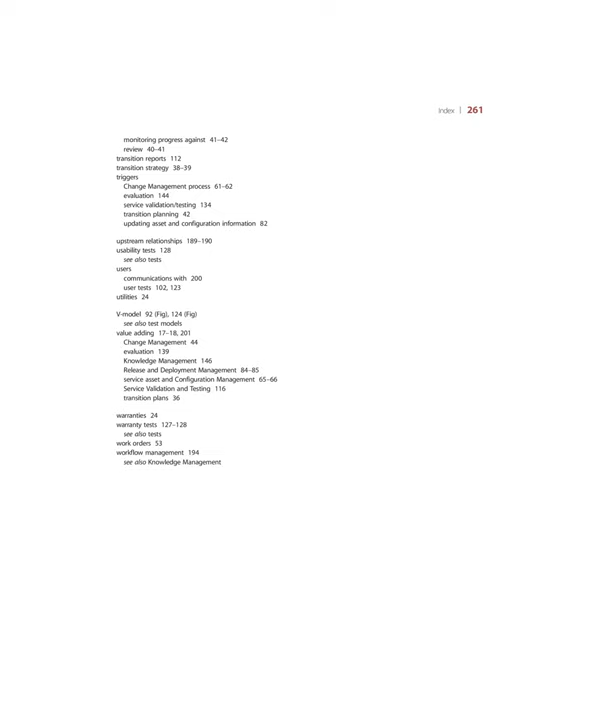 Index | 261
monitoring progress against 41–42
review 40–41
transition reports 112
transition strategy 38–39
triggers
Change Management process 61–62
evaluation 144
service validation/testing 134
transition planning 42
updating asset and configuration information 82
upstream relationships 189–190
usability tests 128
see also tests
users
communications with 200
user tests 102, 123
utilities 24
V-model 92 (Fig), 124 (Fig)
see also test models
value adding 17–18, 201
Change Management 44
evaluation 139
Knowledge Management 146
Release and Deployment Management 84–85
service asset and Configuration Management 65–66
Service Validation and Testing 116
transition plans 36
warranties 24
warranty tests 127–128
see also tests
work orders 53
workflow management 194
see also Knowledge Management